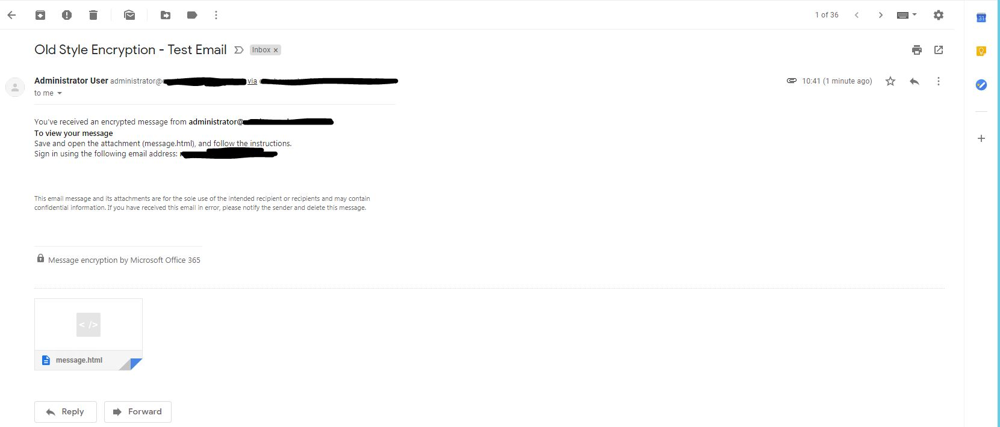 1 of 36
31
Old Style Encryption - Test Email
Inbox x
Administrator User administrator@ via
10:41 (1 minute ago)
to me
You've received an encrypted message from administrator@
To view your message
Save and open the attachment (message.html), and follow the instructions.
Sign in using the following email address:
This email message and its attachments are for the sole use of the intended recipient or recipients and may contain
confidential information. If you have received this email in error, please notify the sender and delete this message.
Message encryption by Microsoft Office 365
< />
message.html
Reply
Forward